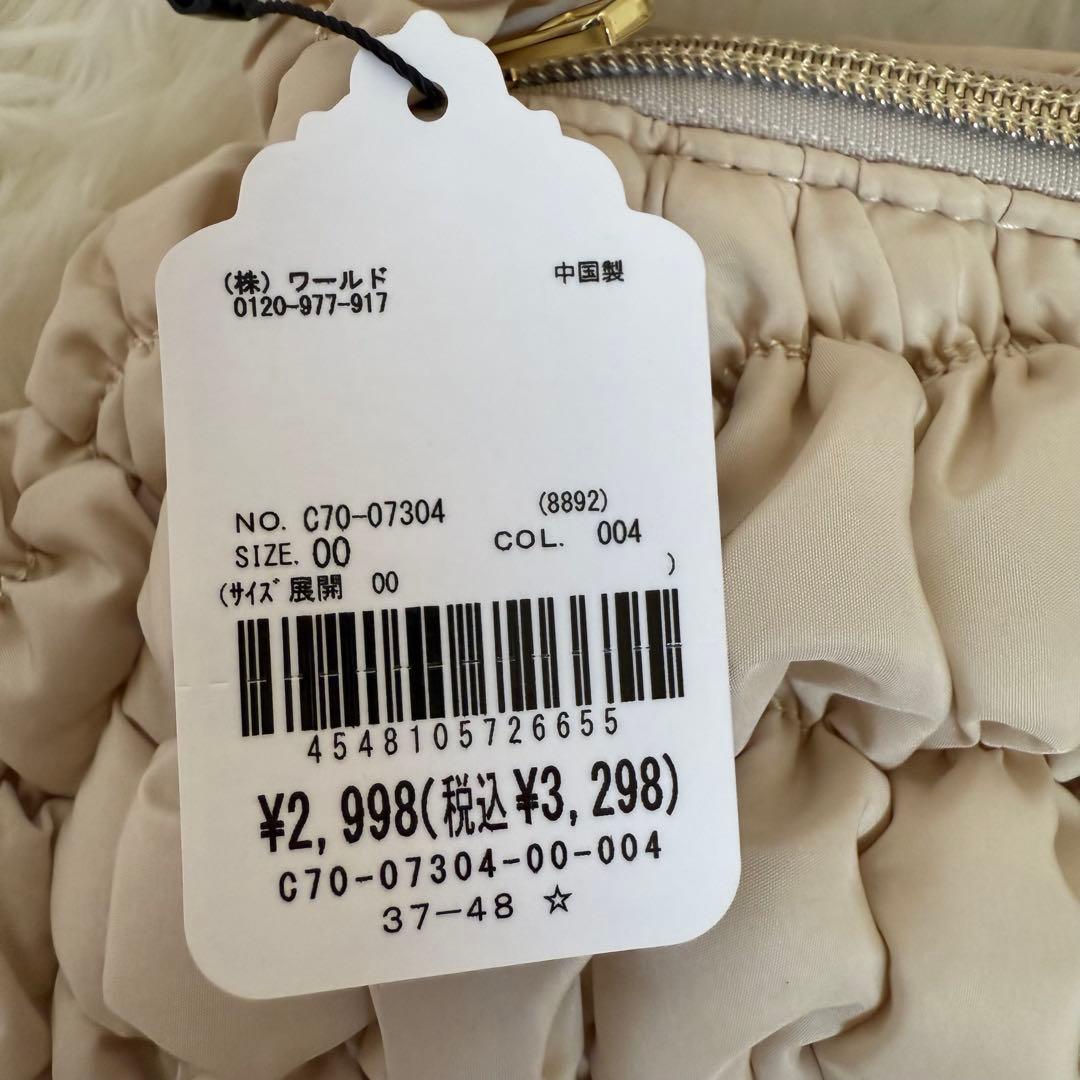 (株) ワールド 中国製
0120-977-917
NO. C70-07304 (8892)
SIZE. 00 COL. 004
(サイズ展開 00 )
4548105726655
¥2,998(税込¥3,298)
C70-07304-00-004
37-48 ☆